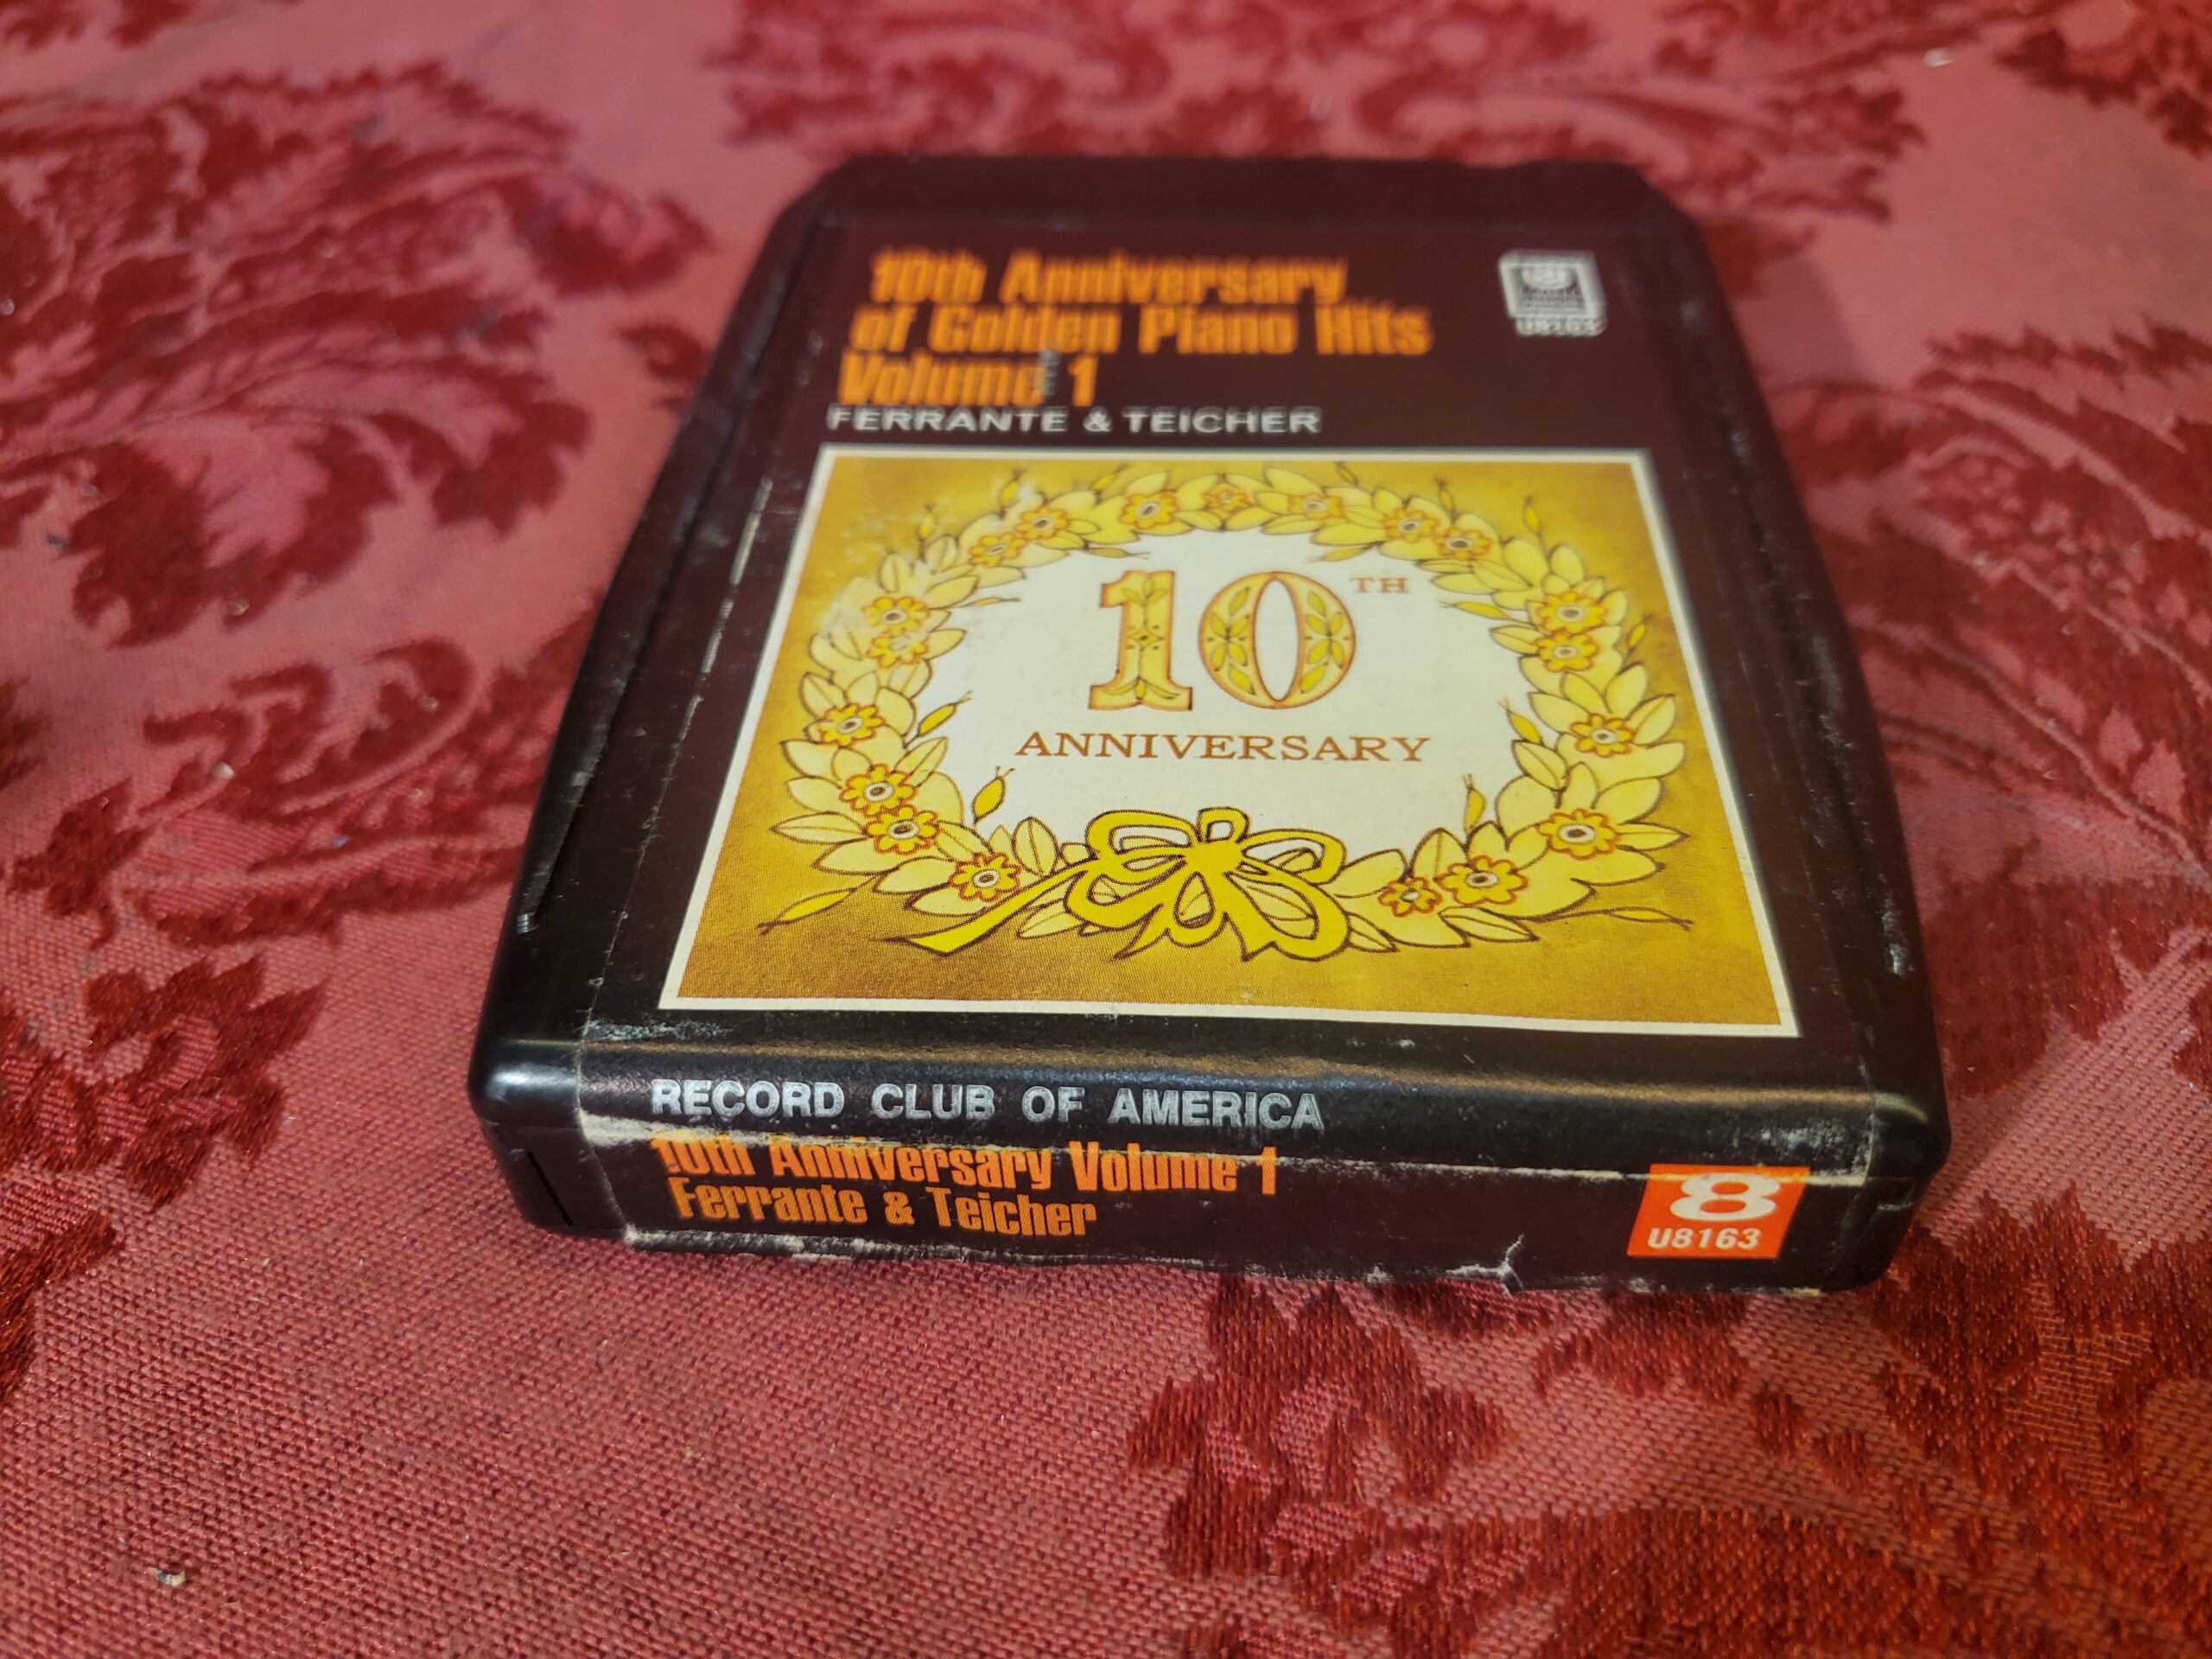 10th Anniversary
of Golden Piano Hits
Volume 1
FERRANTE & TEICHER
U8163
10TH
ANNIVERSARY
RECORD CLUB OF AMERICA
10th Anniversary Volume 1
Ferrante & Teicher
8
U8163